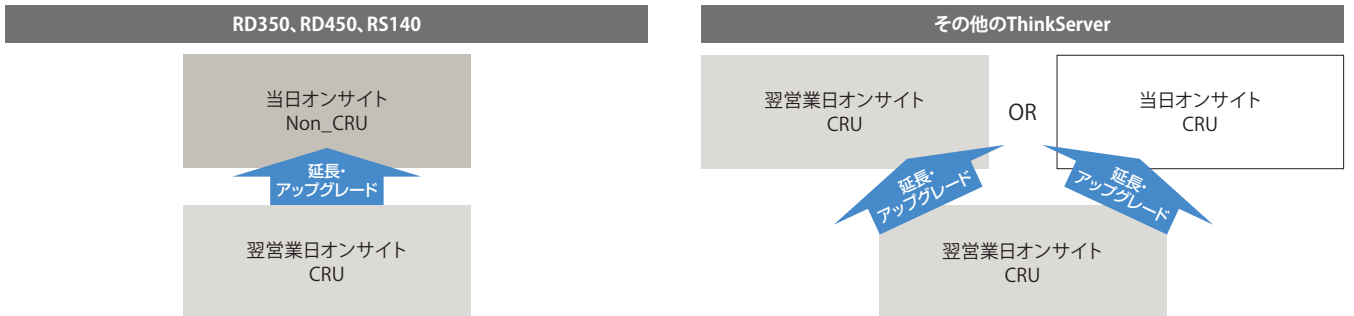 RD350、RD450、RS140
当日オンサイト
Non_CRU
延長・
アップグレード
翌営業日オンサイト
CRU
その他のThinkServer
翌営業日オンサイト
CRU
OR
当日オンサイト
CRU
延長・
アップグレード
延長・
アップグレード
翌営業日オンサイト
CRU